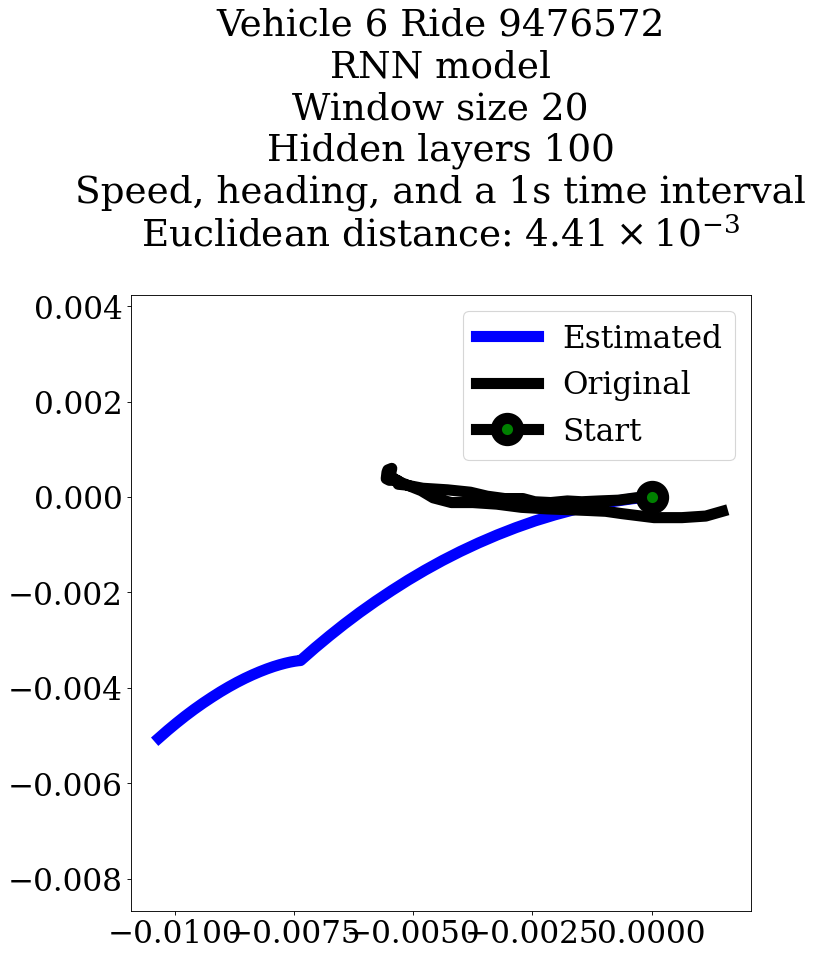 Vehicle 6 Ride 9476572
RNN model
Window size 20
Hidden layers 100
Speed, heading, and a 1s time interval
Euclidean distance: 4.41 × 10⁻³
Estimated
Original
Start
0.004
0.002
0.000
−0.002
−0.004
−0.006
−0.008
−0.0100 −0.0075 −0.0050 −0.0025 0.0000